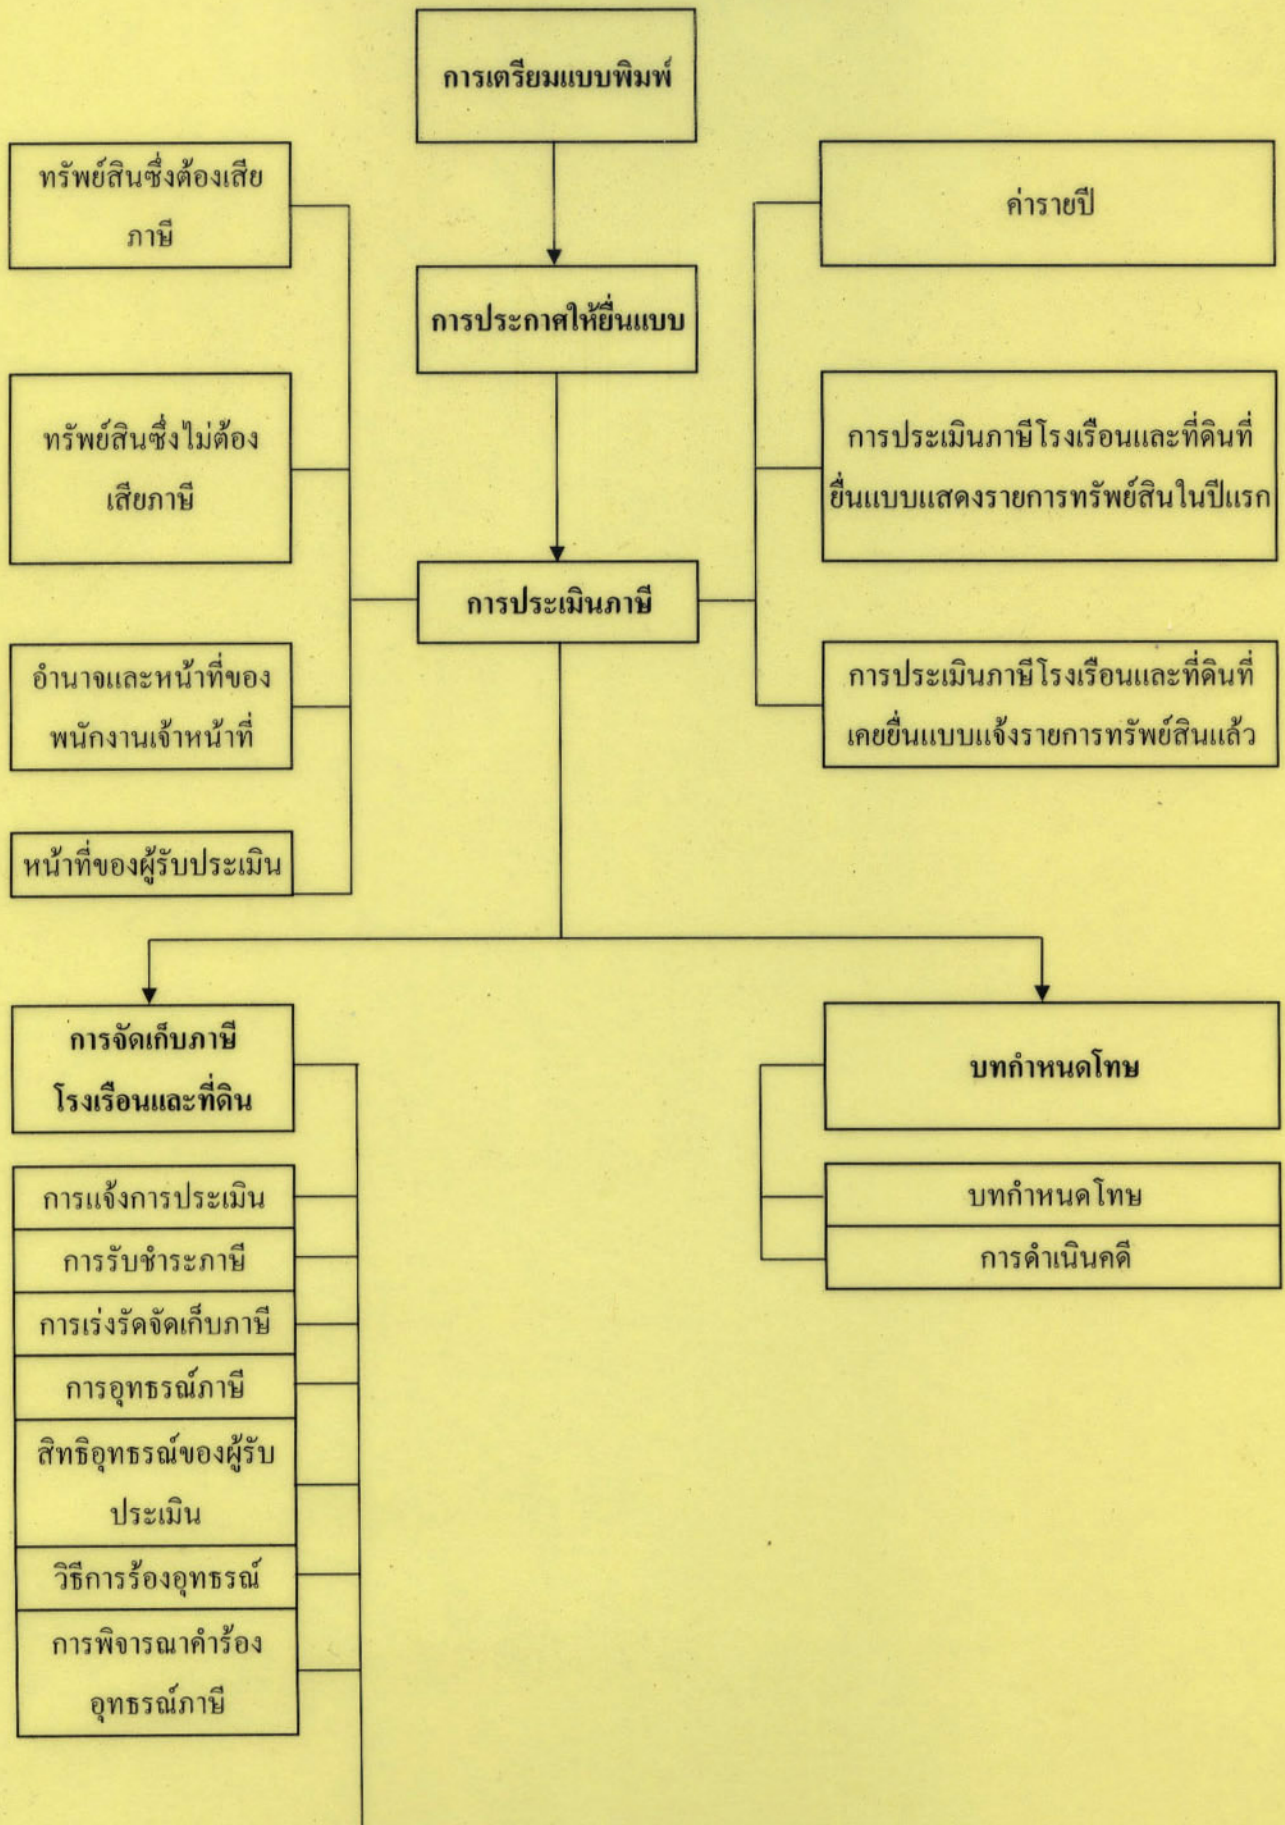 การเตรียมแบบพิมพ์
ทรัพย์สินซึ่งต้องเสีย
ภาษี
ค่ารายปี
การประกาศให้ยื่นแบบ
ทรัพย์สินซึ่งไม่ต้อง
เสียภาษี
การประเมินภาษีโรงเรือนและที่ดินที่
ยื่นแบบแสดงรายการทรัพย์สินในปีแรก
การประเมินภาษี
อำนาจและหน้าที่ของ
พนักงานเจ้าหน้าที่
การประเมินภาษีโรงเรือนและที่ดินที่
เคยยื่นแบบแจ้งรายการทรัพย์สินแล้ว
หน้าที่ของผู้รับประเมิน
การจัดเก็บภาษี
โรงเรือนและที่ดิน
บทกำหนดโทษ
การแจ้งการประเมิน
การรับชำระภาษี
การเร่งรัดจัดเก็บภาษี
การอุทธรณ์ภาษี
สิทธิอุทธรณ์ของผู้รับ
ประเมิน
วิธีการร้องอุทธรณ์
การพิจารณาคำร้อง
อุทธรณ์ภาษี
บทกำหนดโทษ
การดำเนินคดี